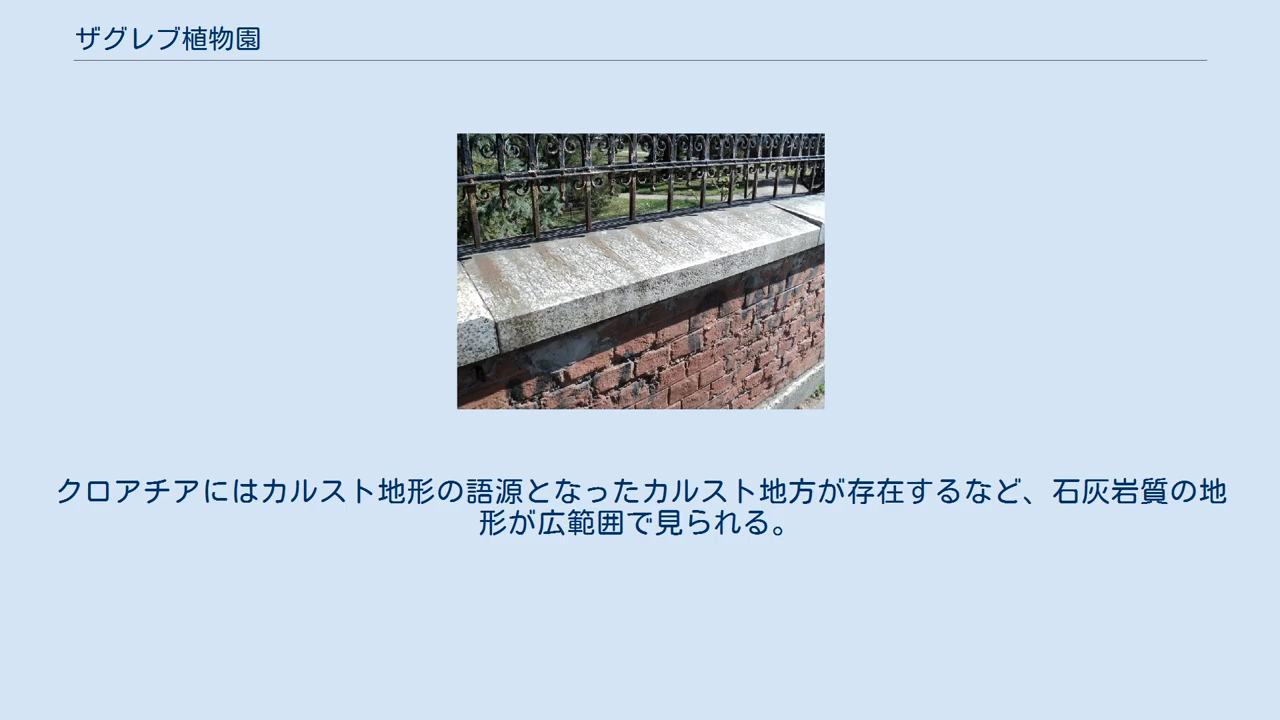 ザグレブ植物園
クロアチアにはカルスト地形の語源となったカルスト地方が存在するなど、石灰岩質の地
形が広範囲で見られる。